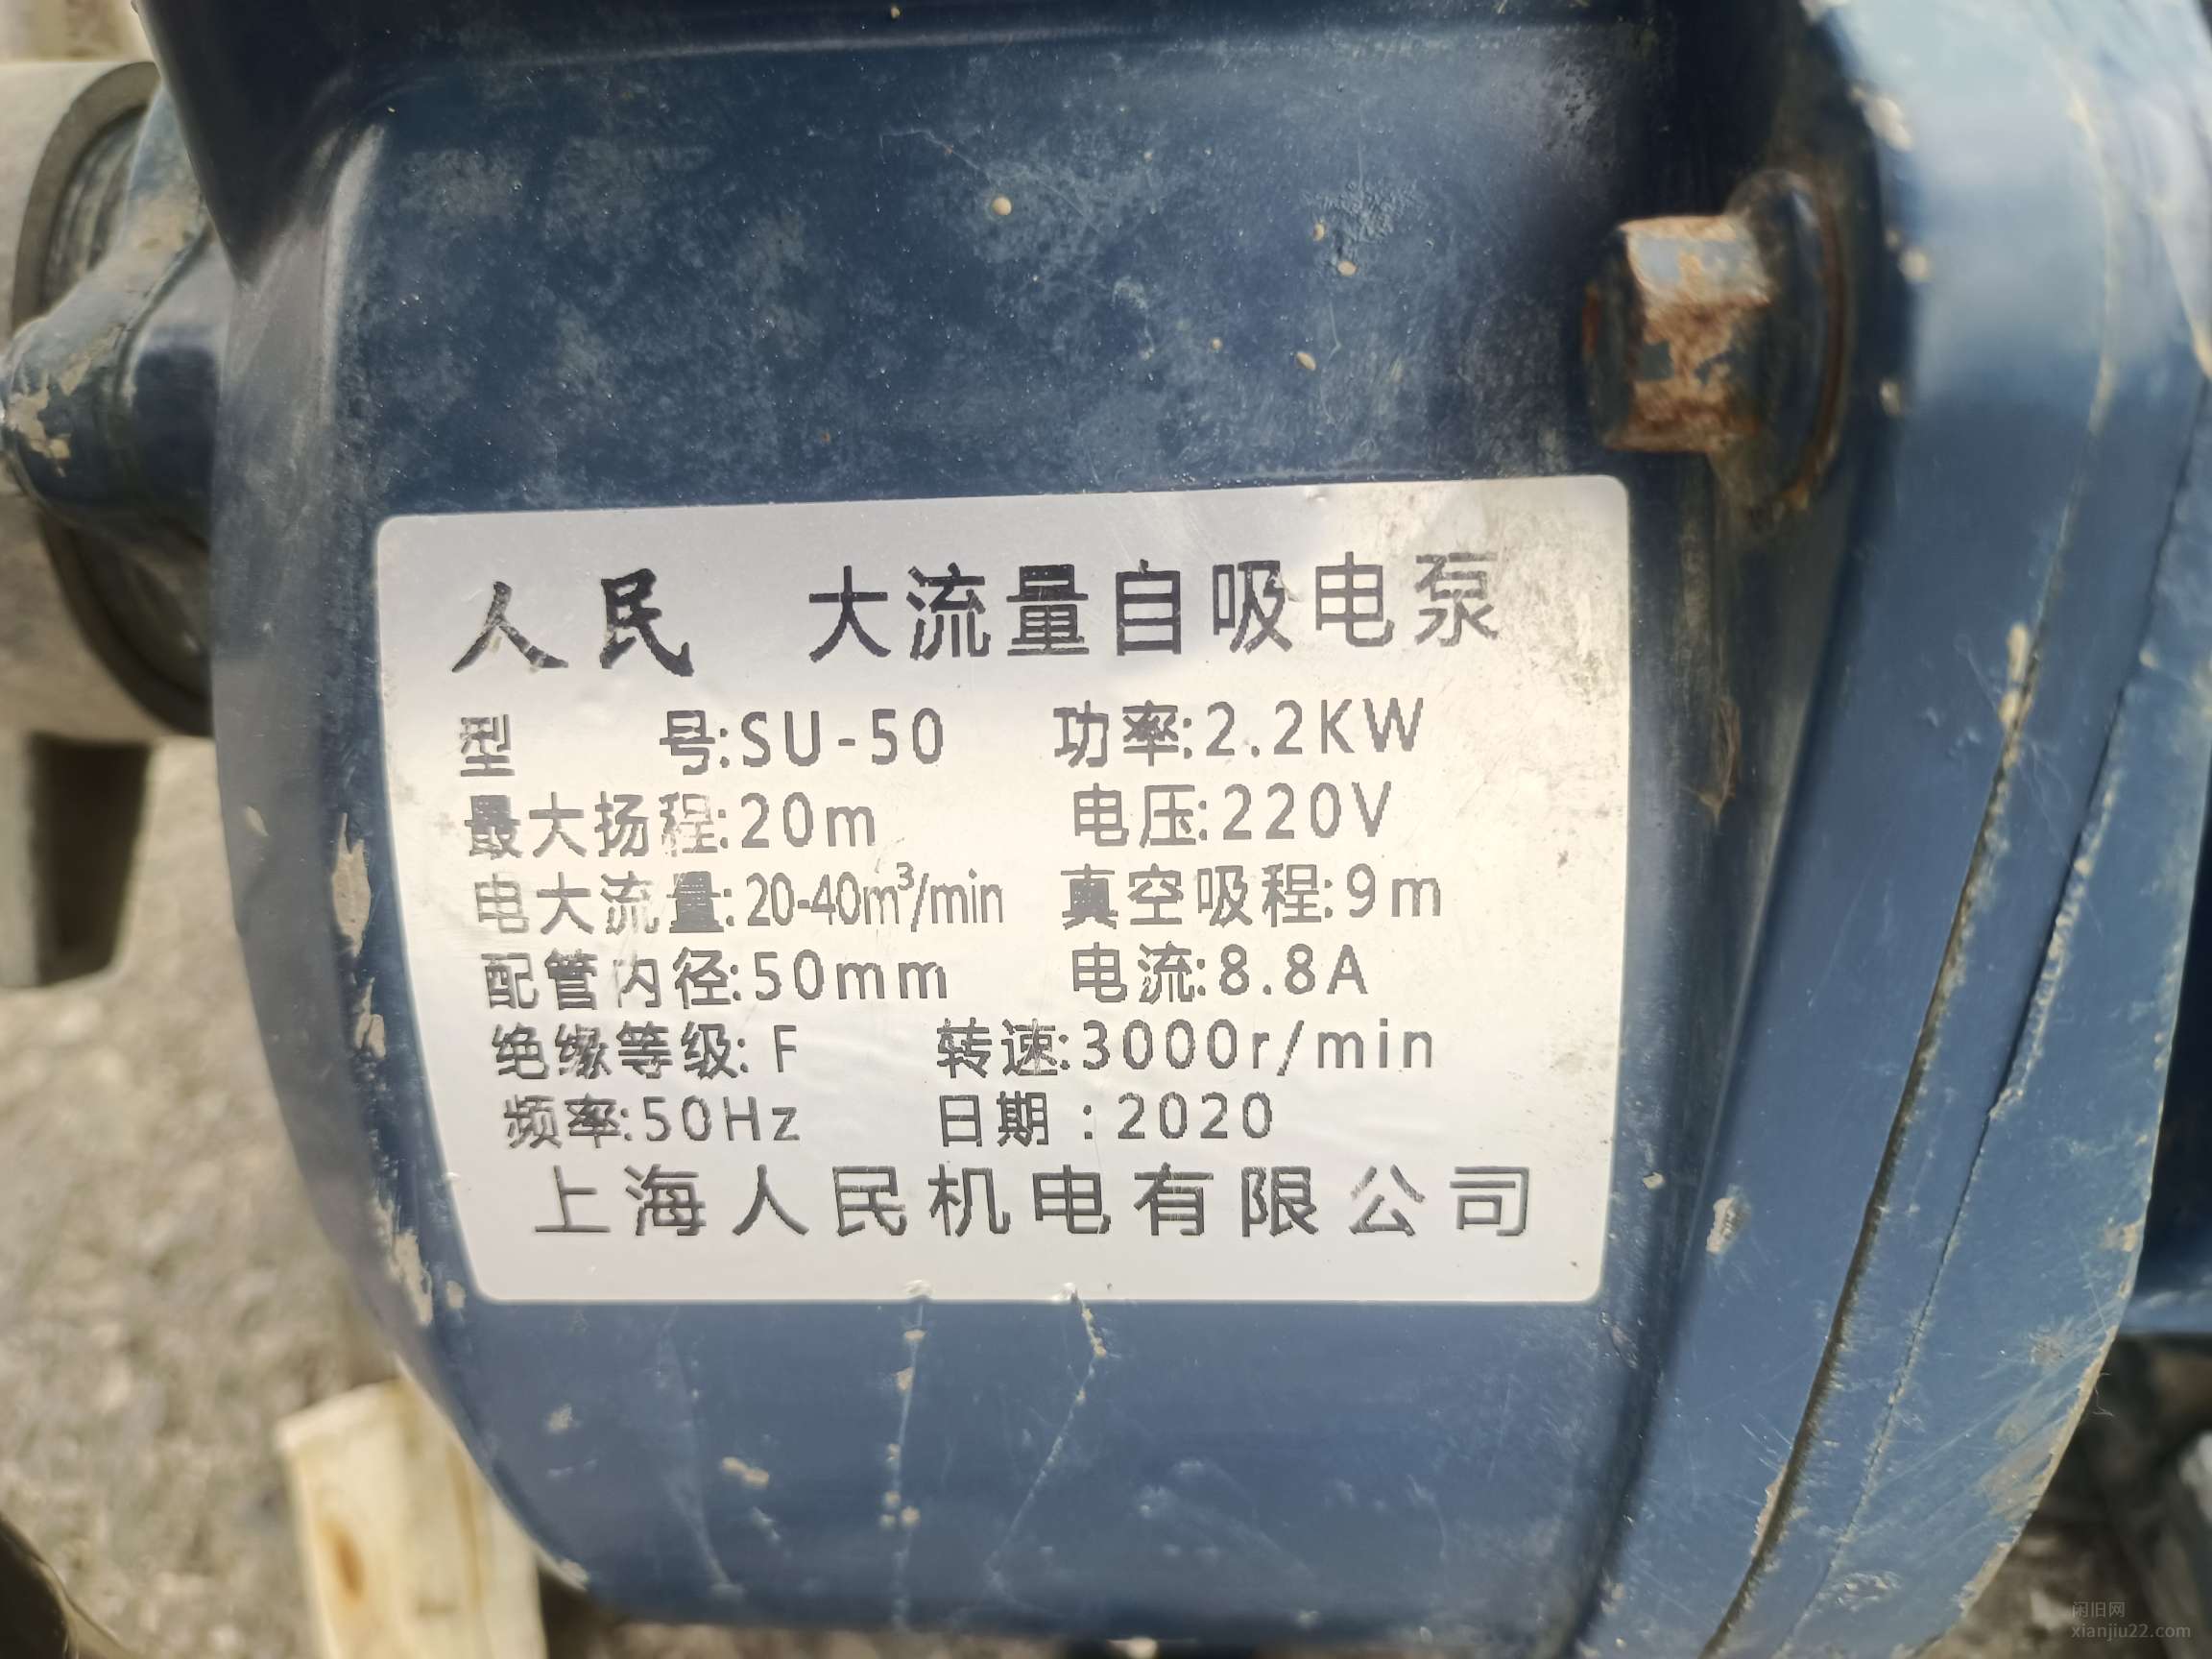 人民 大流量自吸电泵
型 号:SU-50 功率:2.2KW
最大扬程:20m 电压:220V
电大流量:20-40m³/min 真空吸程:9m
配管内径:50mm 电流:8.8A
绝缘等级:F 转速:3000r/min
频率:50Hz 日期:2020
上海人民机电有限公司
闲旧网
xianjiu22.com